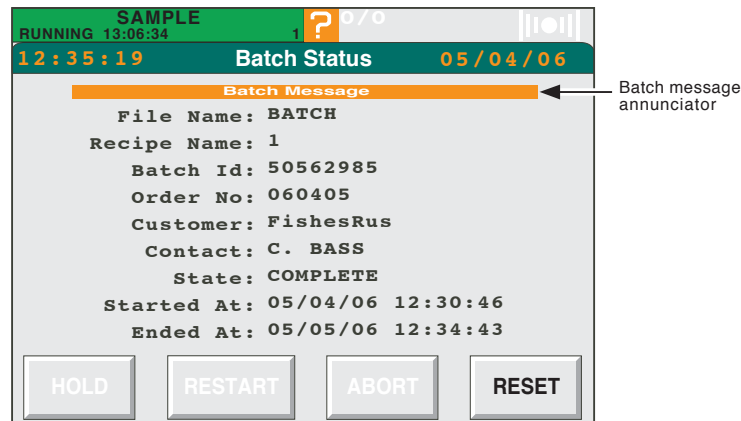 SAMPLE
RUNNING 13:06:34 1 ? 0/0
12:35:19 Batch Status 05/04/06
Batch Message
Batch message
annunciator
File Name: BATCH
Recipe Name: 1
Batch Id: 50562985
Order No: 060405
Customer: FishesRus
Contact: C. BASS
State: COMPLETE
Started At: 05/04/06 12:30:46
Ended At: 05/05/06 12:34:43
HOLD RESTART ABORT RESET